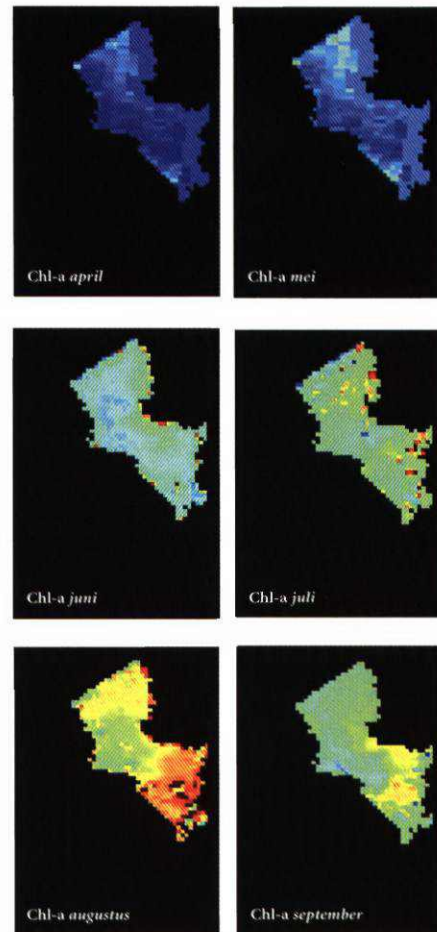 Chl-a april
Chl-a mei
Chl-a juni
Chl-a juli
Chl-a augustus
Chl-a september